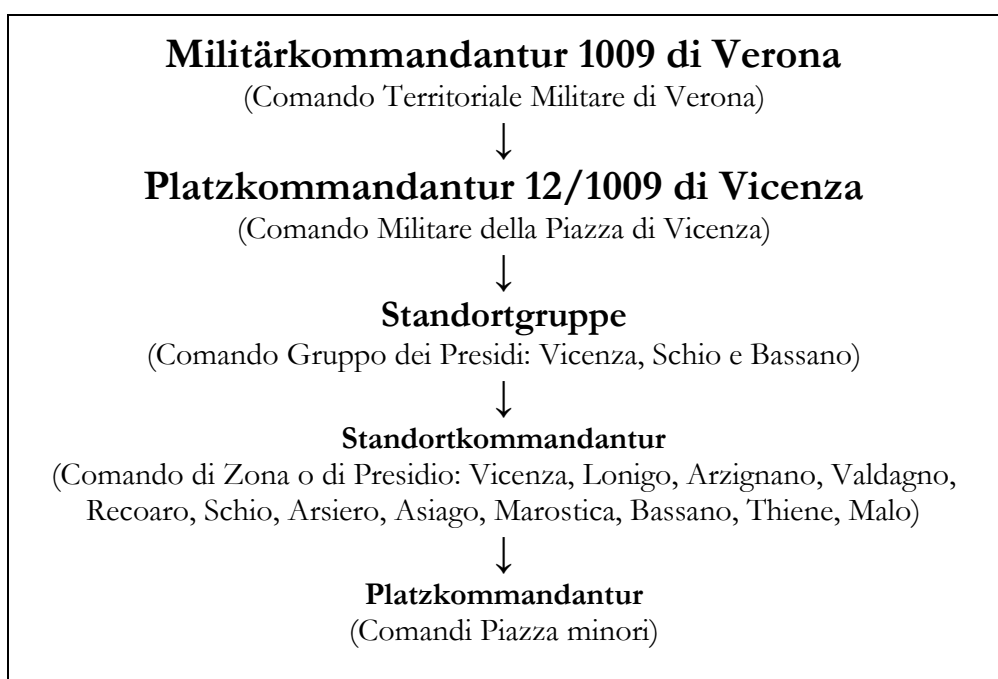 Militärkommandantur 1009 di Verona
(Comando Territoriale Militare di Verona)
↓
Platzkommandantur 12/1009 di Vicenza
(Comando Militare della Piazza di Vicenza)
↓
Standortgruppe
(Comando Gruppo dei Presidi: Vicenza, Schio e Bassano)
↓
Standortkommandantur
(Comando di Zona o di Presidio: Vicenza, Lonigo, Arzignano, Valdagno,
Recoaro, Schio, Arsiero, Asiago, Marostica, Bassano, Thiene, Malo)
↓
Platzkommandantur
(Comandi Piazza minori)